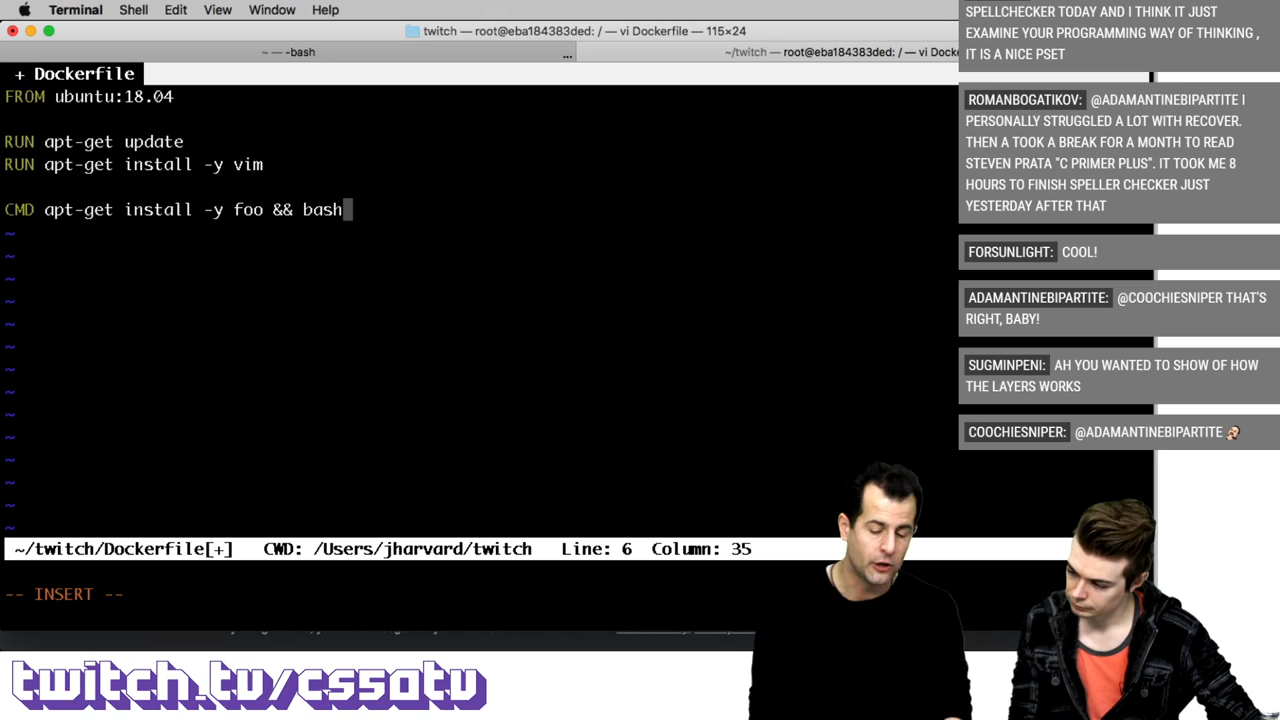 Terminal Shell Edit View Window Help
twitch — root@eba184383ded: / — vi Dockerfile — 115×24
~ — -bash
...
~/twitch — root@eba184383ded: / — vi Docke
+ Dockerfile
FROM ubuntu:18.04
RUN apt-get update
RUN apt-get install -y vim
CMD apt-get install -y foo && bash
~
~
~
~
~
~
~
~
~
~
~
~
~
~
~/twitch/Dockerfile[+] CWD: /Users/jharvard/twitch Line: 6 Column: 35
-- INSERT --
twitch.tv/cs50tv
SPELLCHECKER TODAY AND I THINK IT JUST
EXAMINE YOUR PROGRAMMING WAY OF THINKING ,
IT IS A NICE PSET
ROMANBOGATIKOV: @ADAMANTINEBIPARTITE I
PERSONALLY STRUGGLED A LOT WITH RECOVER.
THEN A TOOK A BREAK FOR A MONTH TO READ
STEVEN PRATA "C PRIMER PLUS". IT TOOK ME 8
HOURS TO FINISH SPELLER CHECKER JUST
YESTERDAY AFTER THAT
FORSUNLIGHT: COOL!
ADAMANTINEBIPARTITE: @COOCHIESNIPER THAT'S
RIGHT, BABY!
SUGMINPENI: AH YOU WANTED TO SHOW OF HOW
THE LAYERS WORKS
COOCHIESNIPER: @ADAMANTINEBIPARTITE